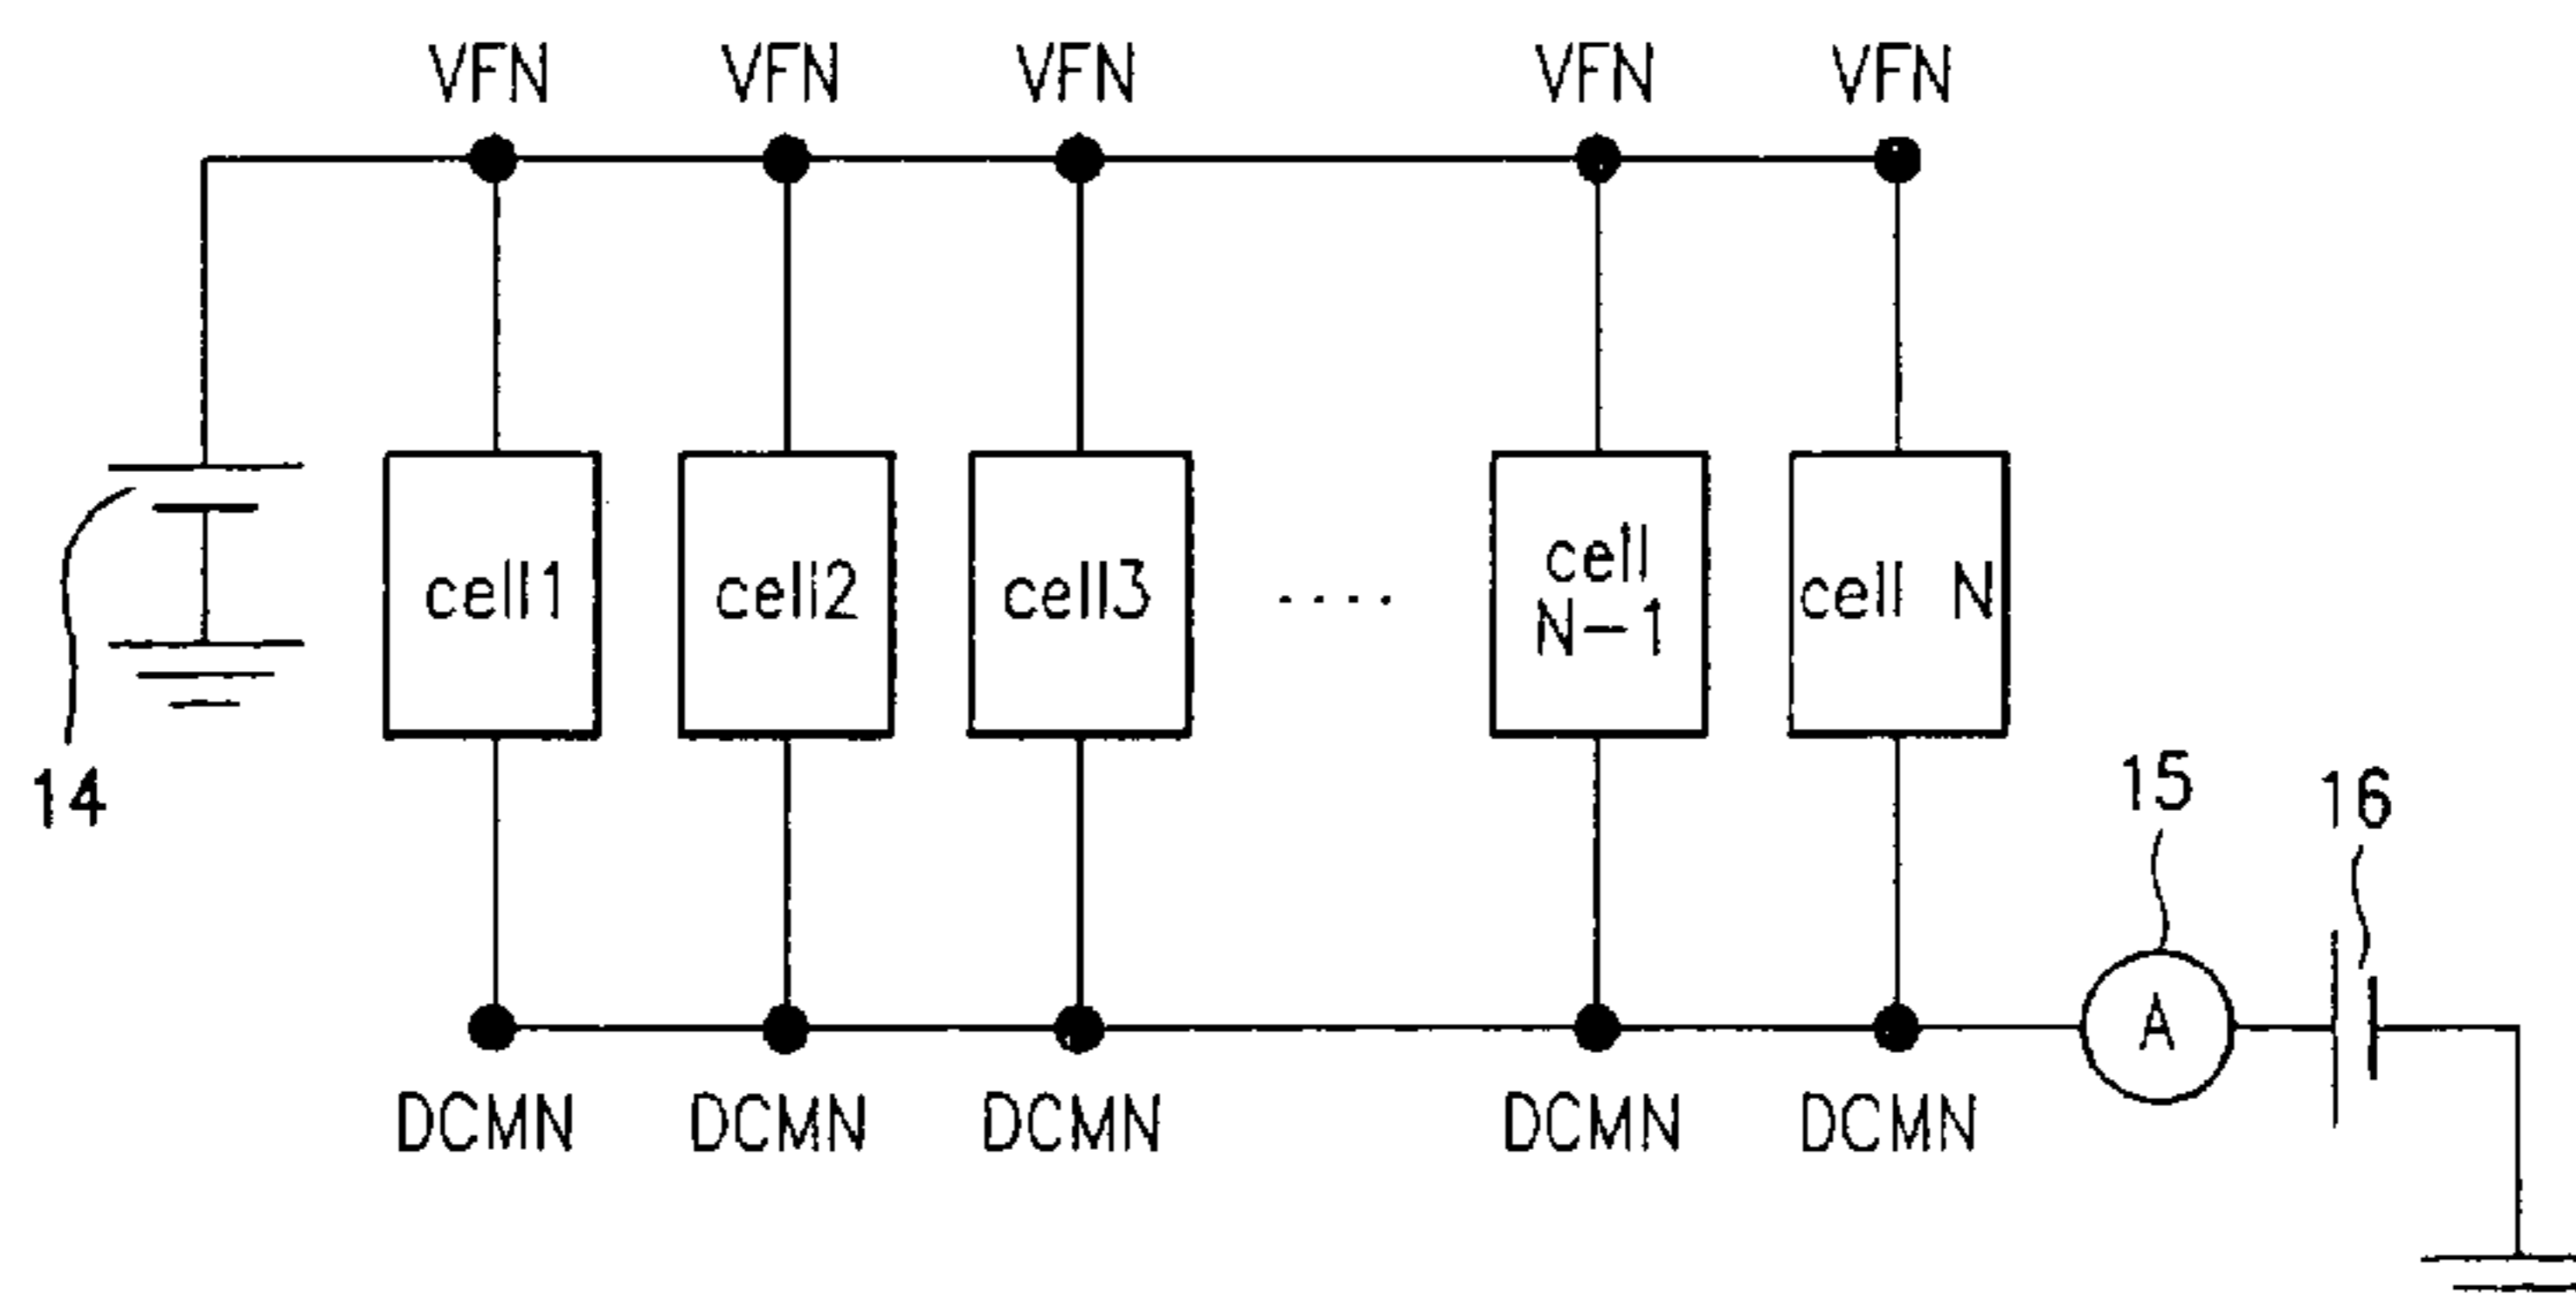 VFN VFN VFN VFN VFN
cell1 cell2 cell3 .... cell N-1 cell N
14
15
16
A
DCMN DCMN DCMN DCMN DCMN